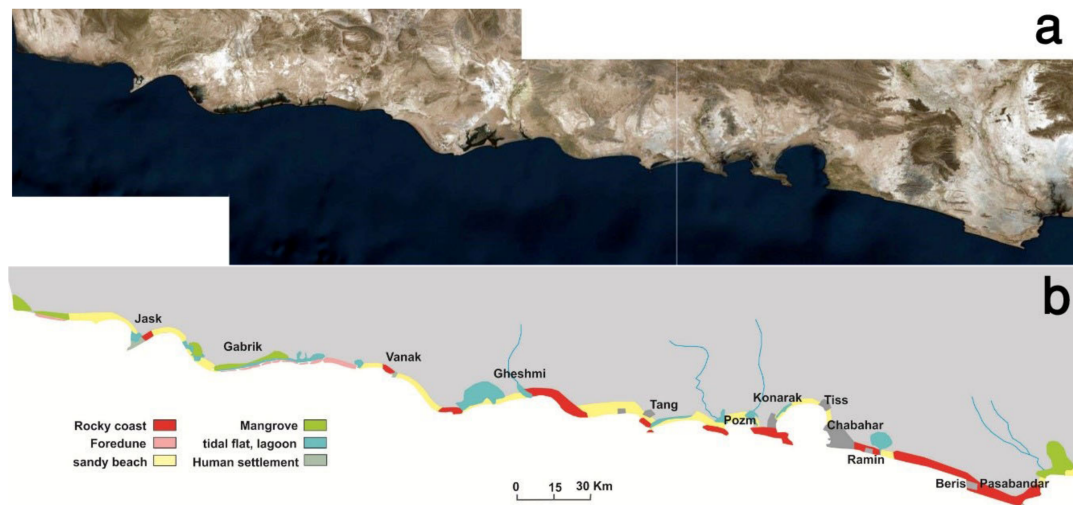 a
b
Jask
Gabrik
Vanak
Gheshmi
Tang
Pozm
Konarak
Tiss
Chabahar
Ramin
Beris Pasabandar
Rocky coast
Mangrove
Foredune
tidal flat, lagoon
sandy beach
Human settlement
0 15 30 Km